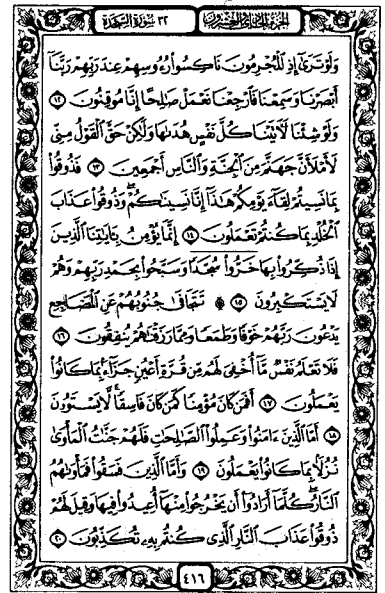 الجزء الحادى والعشرون
٣٢ سورة السجدة
وَلَوْ تَرَىٰٓ إِذِ ٱلْمُجْرِمُونَ نَاكِسُوا۟ رُءُوسِهِمْ عِندَ رَبِّهِمْ رَبَّنَآ
أَبْصَرْنَا وَسَمِعْنَا فَٱرْجِعْنَا نَعْمَلْ صَٰلِحًا إِنَّا مُوقِنُونَ ١٢
وَلَوْ شِئْنَا لَءَاتَيْنَا كُلَّ نَفْسٍ هُدَىٰهَا وَلَٰكِنْ حَقَّ ٱلْقَوْلُ مِنِّى
لَأَمْلَأَنَّ جَهَنَّمَ مِنَ ٱلْجِنَّةِ وَٱلنَّاسِ أَجْمَعِينَ ١٣ فَذُوقُوا۟
بِمَا نَسِيتُمْ لِقَآءَ يَوْمِكُمْ هَٰذَآ إِنَّا نَسِينَٰكُمْ ۖ وَذُوقُوا۟ عَذَابَ
ٱلْخُلْدِ بِمَا كُنتُمْ تَعْمَلُونَ ١٤ إِنَّمَا يُؤْمِنُ بِـَٔايَٰتِنَا ٱلَّذِينَ
إِذَا ذُكِّرُوا۟ بِهَا خَرُّوا۟ سُجَّدًا وَسَبَّحُوا۟ بِحَمْدِ رَبِّهِمْ وَهُمْ
لَا يَسْتَكْبِرُونَ ۩ ١٥ تَتَجَافَىٰ جُنُوبُهُمْ عَنِ ٱلْمَضَاجِعِ
يَدْعُونَ رَبَّهُمْ خَوْفًا وَطَمَعًا وَمِمَّا رَزَقْنَٰهُمْ يُنفِقُونَ ١٦
فَلَا تَعْلَمُ نَفْسٌ مَّآ أُخْفِىَ لَهُم مِّن قُرَّةِ أَعْيُنٍ جَزَآءًۢ بِمَا كَانُوا۟
يَعْمَلُونَ ١٧ أَفَمَن كَانَ مُؤْمِنًا كَمَن كَانَ فَاسِقًا ۚ لَّا يَسْتَوُۥنَ
١٨ أَمَّا ٱلَّذِينَ ءَامَنُوا۟ وَعَمِلُوا۟ ٱلصَّٰلِحَٰتِ فَلَهُمْ جَنَّٰتُ ٱلْمَأْوَىٰ
نُزُلًۢا بِمَا كَانُوا۟ يَعْمَلُونَ ١٩ وَأَمَّا ٱلَّذِينَ فَسَقُوا۟ فَمَأْوَىٰهُمُ
ٱلنَّارُ ۖ كُلَّمَآ أَرَادُوٓا۟ أَن يَخْرُجُوا۟ مِنْهَآ أُعِيدُوا۟ فِيهَا وَقِيلَ لَهُمْ
ذُوقُوا۟ عَذَابَ ٱلنَّارِ ٱلَّذِى كُنتُم بِهِۦ تُكَذِّبُونَ ٢٠
٤١٦